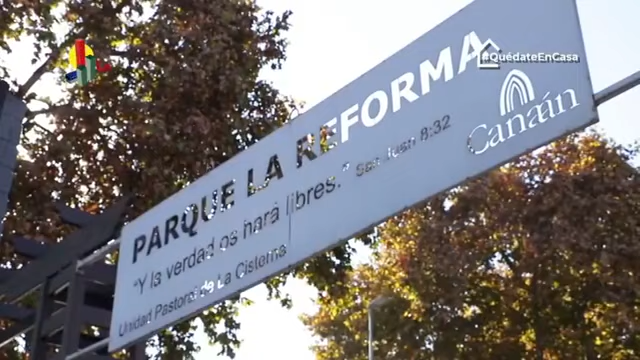 #QuédateEnCasa
PARQUE LA REFORMA
"Y la verdad os hará libres." San Juan 8:32
Unidad Pastoral de La Cisterna
Canaán